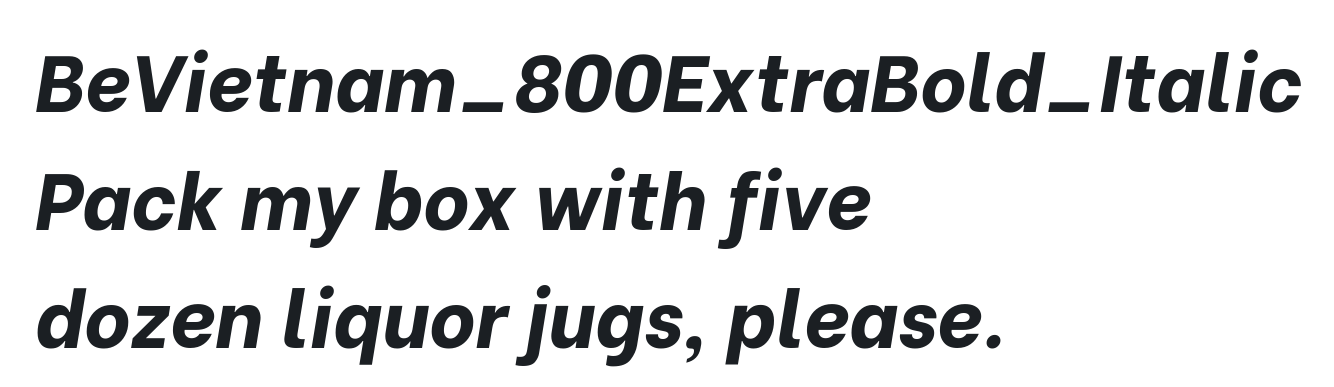 BeVietnam_800ExtraBold_Italic
Pack my box with five
dozen liquor jugs, please.